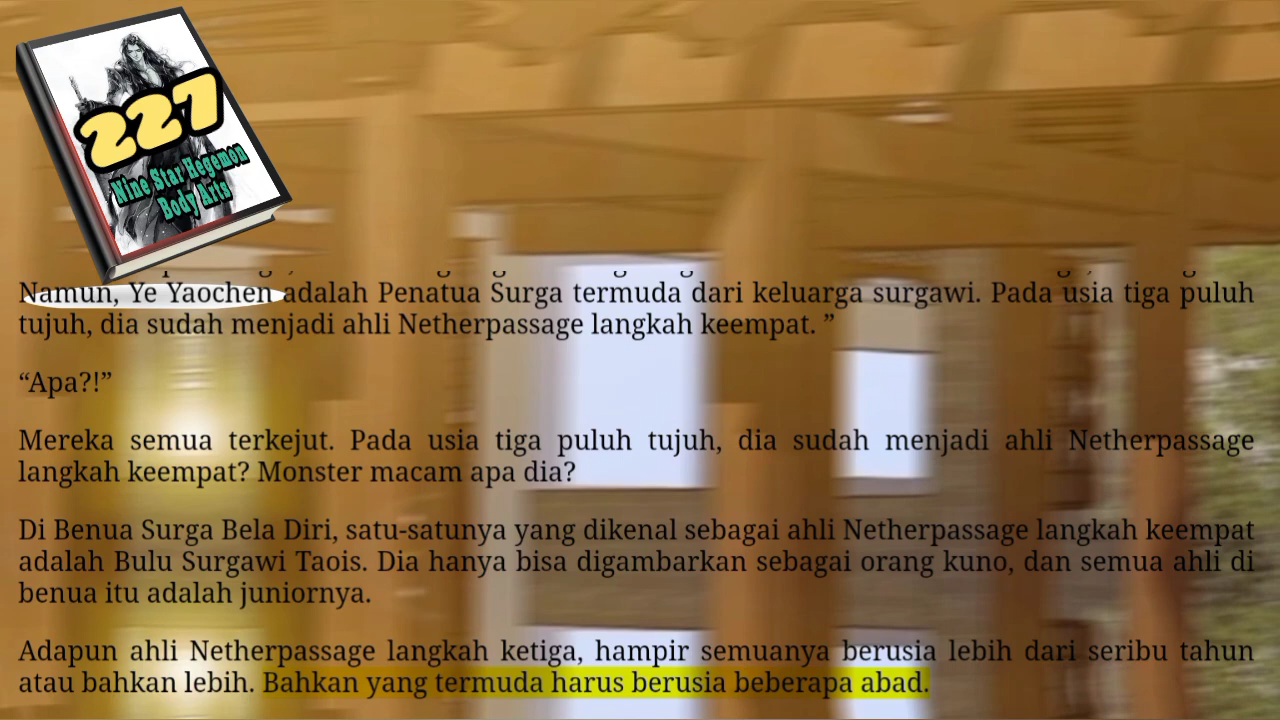 227
Nine Star Hegemon
Body Arts
Namun, Ye Yaochen adalah Penatua Surga termuda dari keluarga surgawi. Pada usia tiga puluh
tujuh, dia sudah menjadi ahli Netherpassage langkah keempat. ”
“Apa?!”
Mereka semua terkejut. Pada usia tiga puluh tujuh, dia sudah menjadi ahli Netherpassage
langkah keempat? Monster macam apa dia?
Di Benua Surga Bela Diri, satu-satunya yang dikenal sebagai ahli Netherpassage langkah keempat
adalah Bulu Surgawi Taois. Dia hanya bisa digambarkan sebagai orang kuno, dan semua ahli di
benua itu adalah juniornya.
Adapun ahli Netherpassage langkah ketiga, hampir semuanya berusia lebih dari seribu tahun
atau bahkan lebih. Bahkan yang termuda harus berusia beberapa abad.